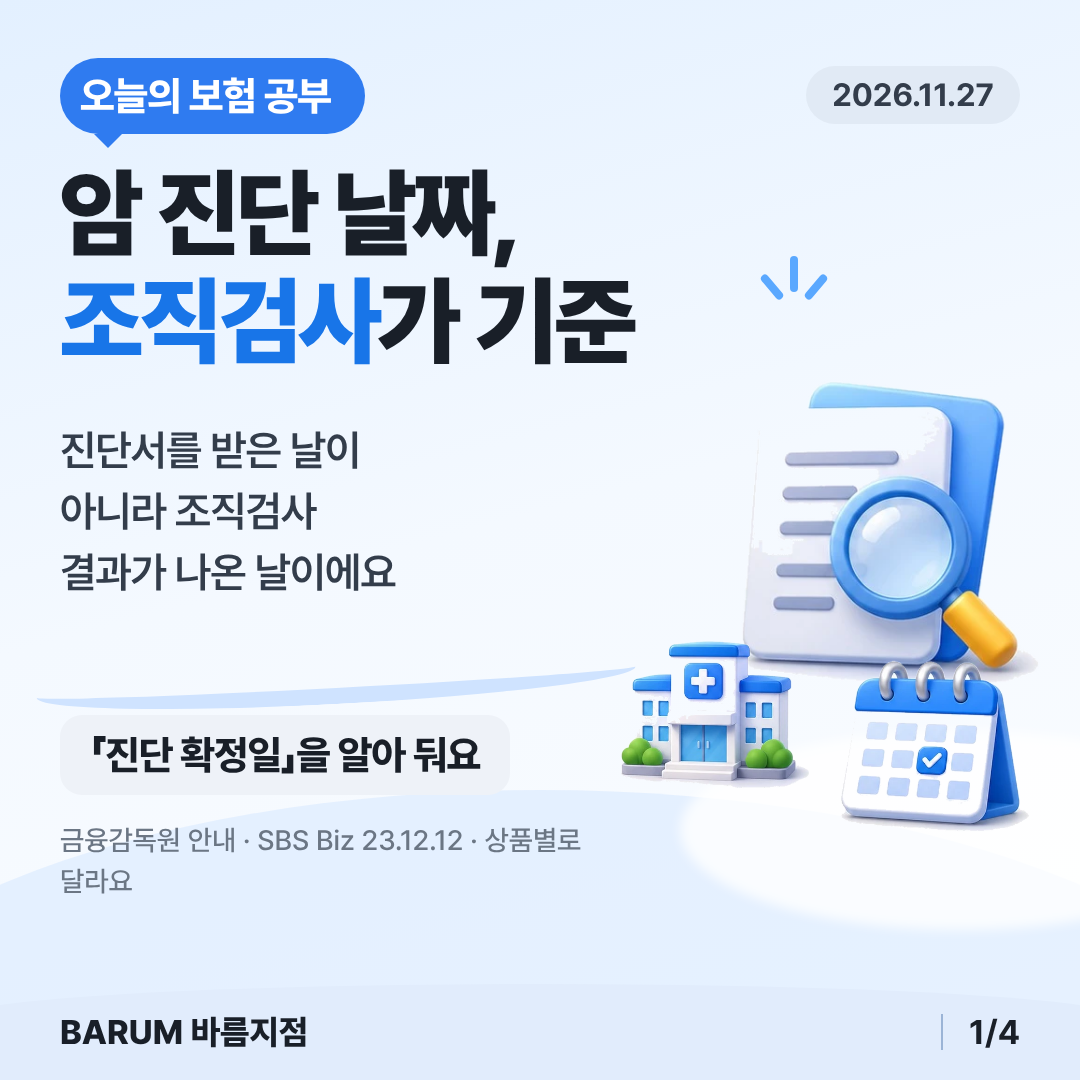 오늘의 보험 공부
2026.11.27
암 진단 날짜,
조직검사가 기준
진단서를 받은 날이
아니라 조직검사
결과가 나온 날이에요
「진단 확정일」을 알아 둬요
금융감독원 안내 · SBS Biz 23.12.12 · 상품별로
달라요
BARUM 바름지점
1/4